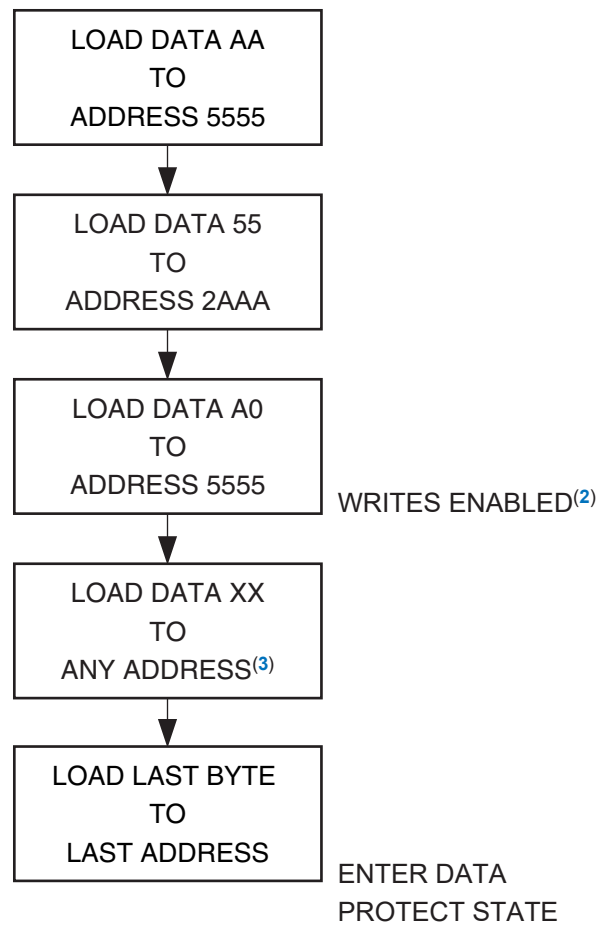 LOAD DATA AA
TO
ADDRESS 5555
LOAD DATA 55
TO
ADDRESS 2AAA
LOAD DATA A0
TO
ADDRESS 5555
WRITES ENABLED(2)
LOAD DATA XX
TO
ANY ADDRESS(3)
LOAD LAST BYTE
TO
LAST ADDRESS
ENTER DATA
PROTECT STATE